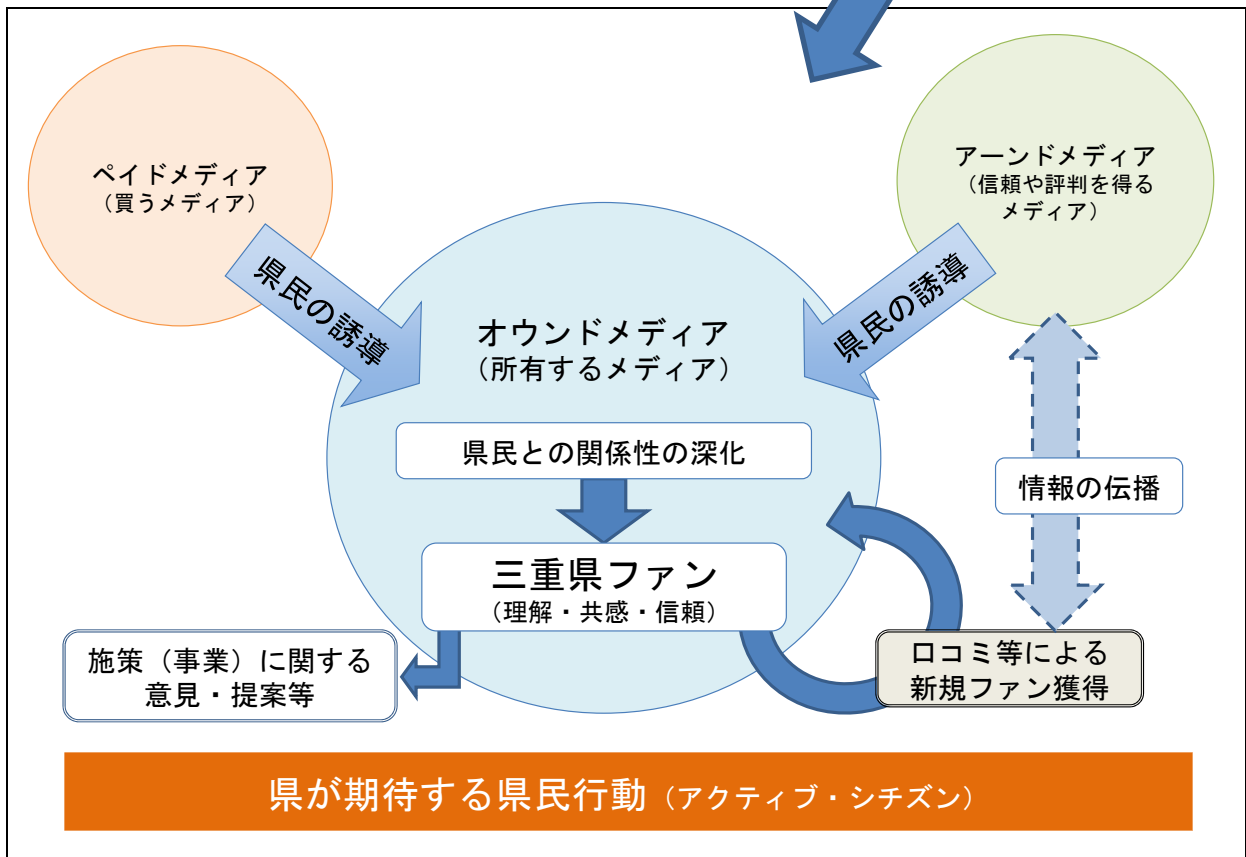 ペイドメディア
（買うメディア）
アーンドメディア
（信頼や評判を得る
メディア）
県民の誘導
県民の誘導
オウンドメディア
（所有するメディア）
県民との関係性の深化
情報の伝播
三重県ファン
（理解・共感・信頼）
施策（事業）に関する
意見・提案等
口コミ等による
新規ファン獲得
県が期待する県民行動（アクティブ・シチズン）